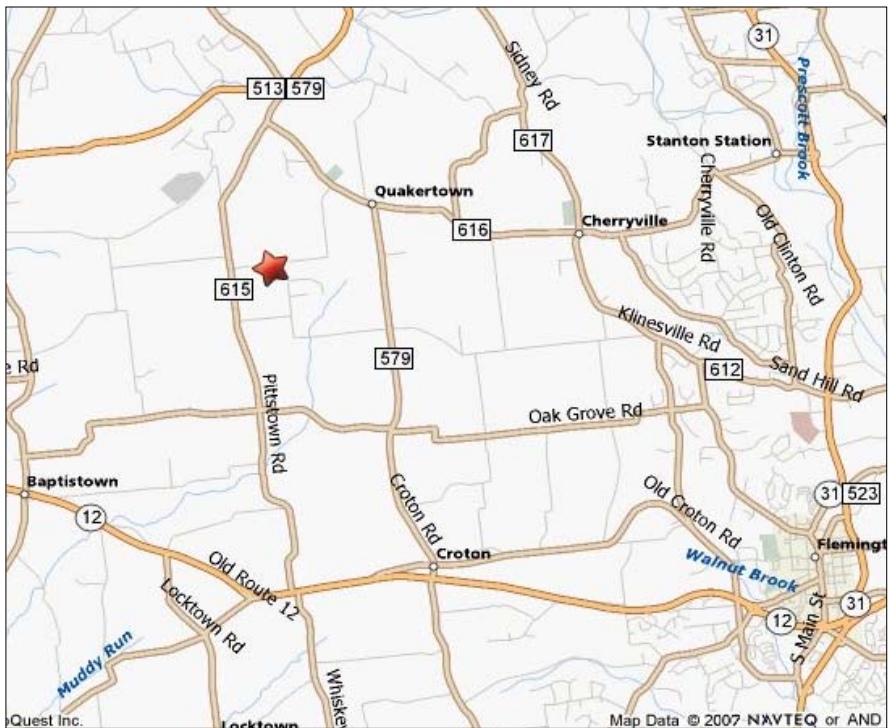 31
Sidney Rd
Prescott Brook
513 579
617
Stanton Station
Cherryville Rd
Quakertown
Old Clinton Rd
616
Cherryville
615
Klinesville Rd
579
e Rd
612
Sand Hill Rd
Pittstown Rd
Oak Grove Rd
Baptistown
Croton Rd
Old Croton Rd
31 523
12
Croton
Flemingt
Old Route 12
Walnut Brook
Locktown Rd
31
12
S Main St
Muddy Run
Whiskey
Locktown
pQuest Inc.
Map Data © 2007 NAVTEQ or AND